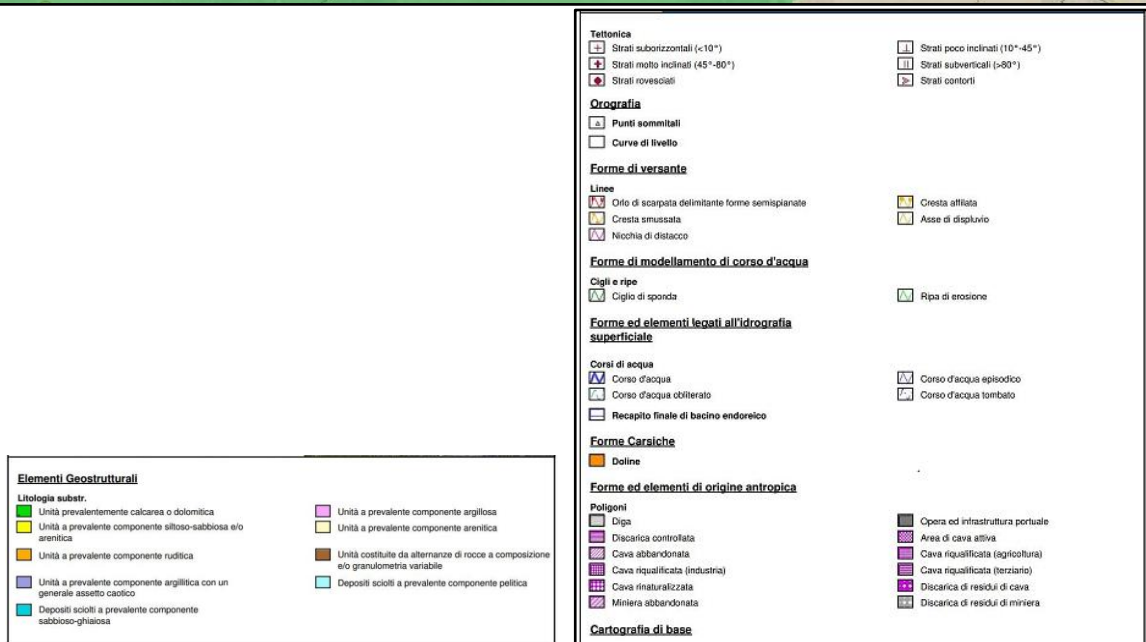 Elementi Geostrutturali
Litologia substr.
Unità prevalentemente calcarea o dolomitica
Unità a prevalente componente siltoso-sabbiosa e/o
arenitica
Unità a prevalente componente ruditica
Unità a prevalente componente argillitica con un
generale assetto caotico
Depositi sciolti a prevalente componente
sabbioso-ghiaiosa
Unità a prevalente componente argillosa
Unità a prevalente componente arenitica
Unità costituite da alternanze di rocce a composizione
e/o granulometria variabile
Depositi sciolti a prevalente componente pelitica
Tettonica
Strati suborizzontali (<10°)
Strati poco inclinati (10°-45°)
Strati molto inclinati (45°-80°)
Strati subverticali (>80°)
Strati rovesciati
Strati contorti
Orografia
Punti sommitali
Curve di livello
Forme di versante
Linee
Orlo di scarpata delimitante forme semispianate
Cresta affilata
Cresta smussata
Asse di displuvio
Nicchia di distacco
Forme di modellamento di corso d'acqua
Cigli e ripe
Ciglio di sponda
Ripa di erosione
Forme ed elementi legati all'idrografia
superficiale
Corsi di acqua
Corso d'acqua
Corso d'acqua episodico
Corso d'acqua obliterato
Corso d'acqua tombato
Recapito finale di bacino endoreico
Forme Carsiche
Doline
Forme ed elementi di origine antropica
Poligoni
Diga
Opera ed infrastruttura portuale
Discarica controllata
Area di cava attiva
Cava abbandonata
Cava riqualificata (agricoltura)
Cava riqualificata (industria)
Cava riqualificata (terziario)
Cava rinaturalizzata
Discarica di residui di cava
Miniera abbandonata
Discarica di residui di miniera
Cartografia di base